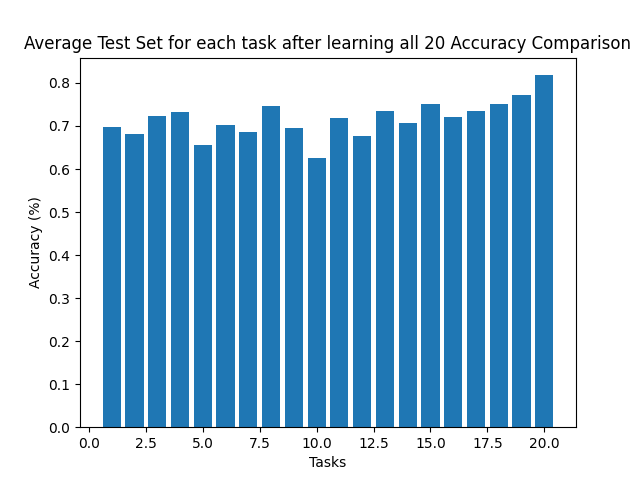 Average Test Set for each task after learning all 20 Accuracy Comparison
Accuracy (%)
0.8
0.7
0.6
0.5
0.4
0.3
0.2
0.1
0.0
0.0 2.5 5.0 7.5 10.0 12.5 15.0 17.5 20.0
Tasks